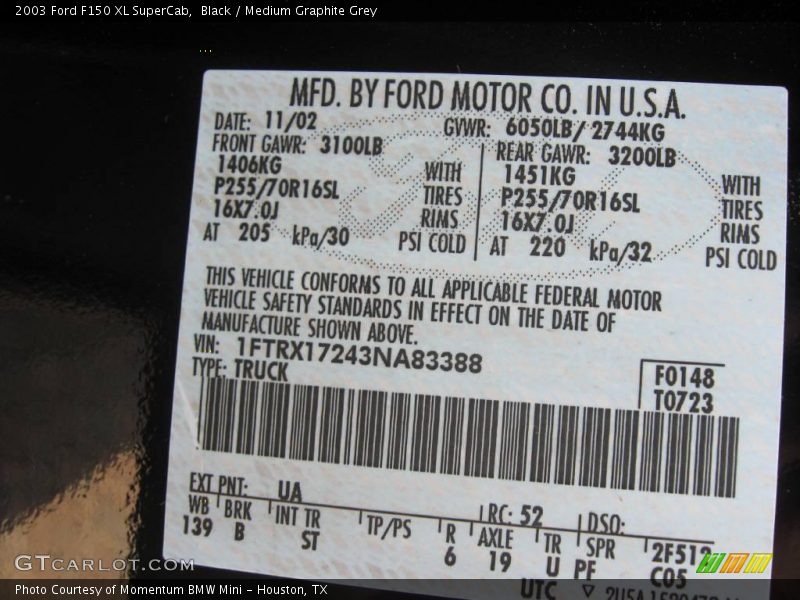 2003 Ford F150 XL SuperCab,  Black / Medium Graphite Grey
MFD. BY FORD MOTOR CO. IN U.S.A.
DATE: 11/02 GVWR: 6050LB/ 2744KG
FRONT GAWR: 3100LB REAR GAWR: 3200LB
1406KG WITH 1451KG WITH
P255/70R16SL TIRES P255/70R16SL TIRES
16X7.0J RIMS 16X7.0J RIMS
AT 205 kPa/30 PSI COLD AT 220 kPa/32 PSI COLD
THIS VEHICLE CONFORMS TO ALL APPLICABLE FEDERAL MOTOR
VEHICLE SAFETY STANDARDS IN EFFECT ON THE DATE OF
MANUFACTURE SHOWN ABOVE.
VIN: 1FTRX17243NA83388
TYPE: TRUCK
F0148
T0723
EXT PNT: UA RC: 52 DSO:
WB BRK INT TR TP/PS R AXLE TR SPR 2F512
139 B ST 6 19 U PF C05
UTC
GTCARLOT.COM
Photo Courtesy of Momentum BMW Mini - Houston, TX